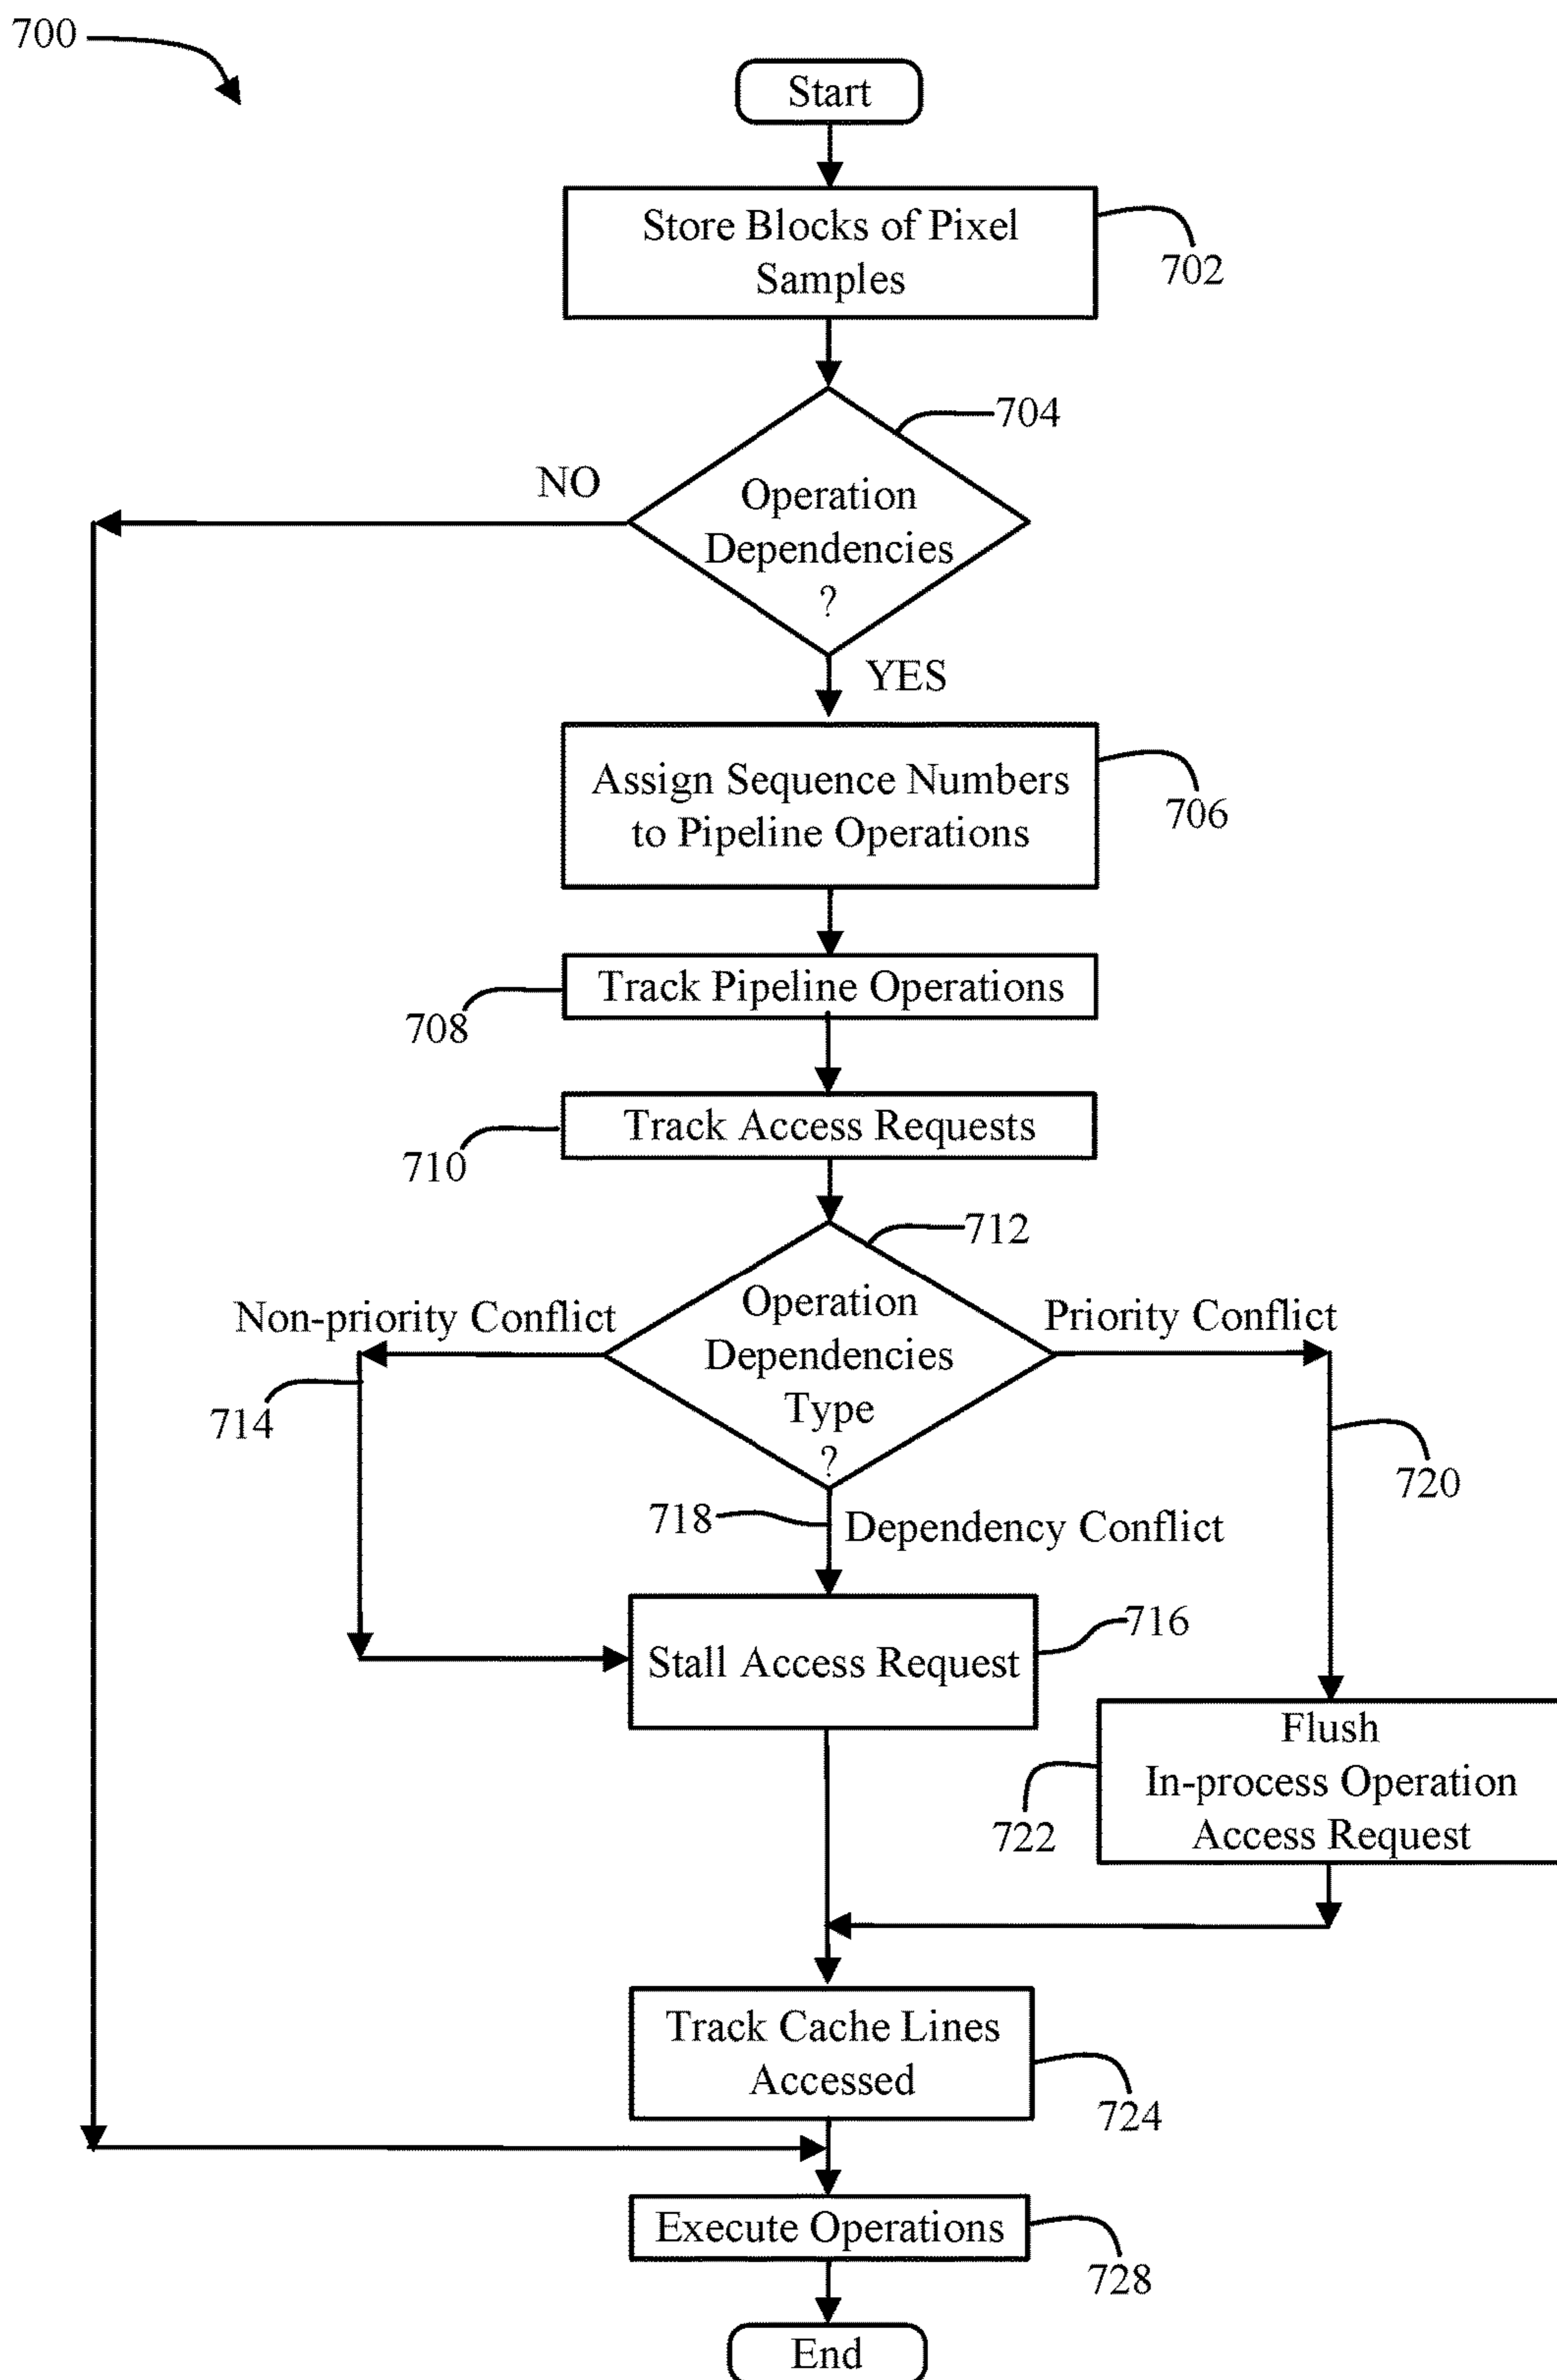 700
Start
Store Blocks of Pixel
Samples
702
704
NO
Operation
Dependencies
?
YES
Assign Sequence Numbers
to Pipeline Operations
706
Track Pipeline Operations
708
Track Access Requests
710
712
Non-priority Conflict
Operation
Dependencies
Type
?
Priority Conflict
714
720
718
Dependency Conflict
716
Stall Access Request
Flush
In-process Operation
Access Request
722
Track Cache Lines
Accessed
724
Execute Operations
728
End